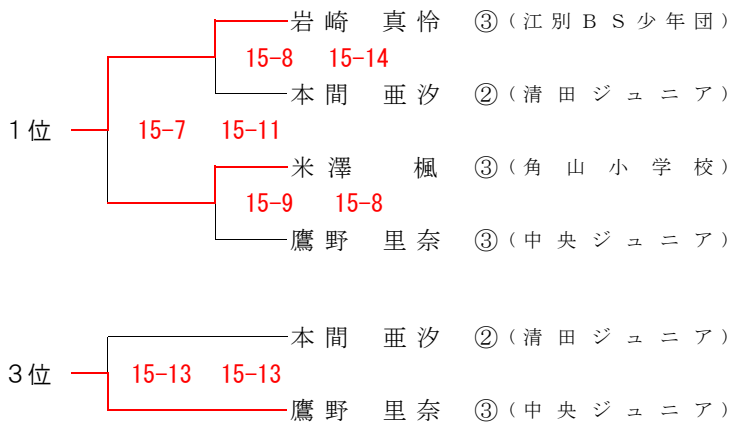 岩崎 真怜 ③(江別BS少年団)
15-8 15-14
本間 亜汐 ②(清田ジュニア)
1位 15-7 15-11
米澤 楓 ③(角山小学校)
15-9 15-8
鷹野 里奈 ③(中央ジュニア)
本間 亜汐 ②(清田ジュニア)
3位 15-13 15-13
鷹野 里奈 ③(中央ジュニア)